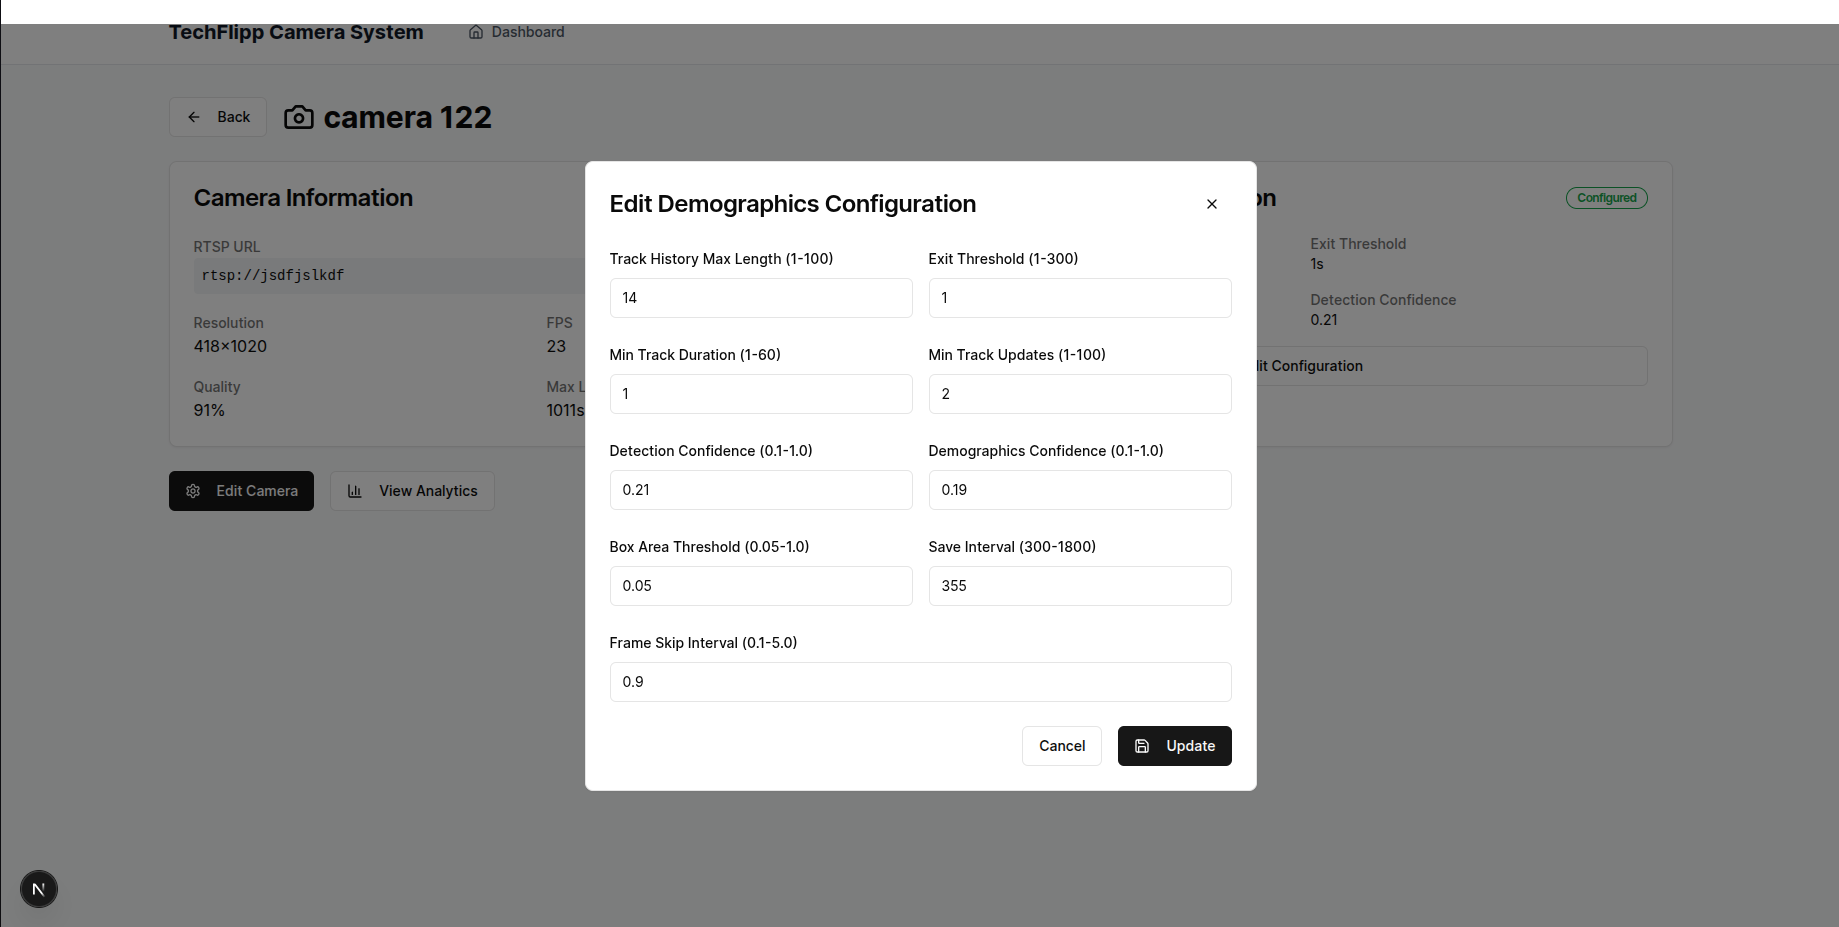 TechFlipp Camera System
Dashboard
Back
camera 122
Camera Information
RTSP URL
rtsp://jsdfjslkdf
Resolution
FPS
418×1020
23
Quality
Max L
91%
1011s
Edit Camera
View Analytics
Edit Demographics Configuration
Track History Max Length (1-100)
Exit Threshold (1-300)
14
1
Min Track Duration (1-60)
Min Track Updates (1-100)
1
2
Detection Confidence (0.1-1.0)
Demographics Confidence (0.1-1.0)
0.21
0.19
Box Area Threshold (0.05-1.0)
Save Interval (300-1800)
0.05
355
Frame Skip Interval (0.1-5.0)
0.9
Cancel
Update
on
Configured
Exit Threshold
1s
Detection Confidence
0.21
lit Configuration
N